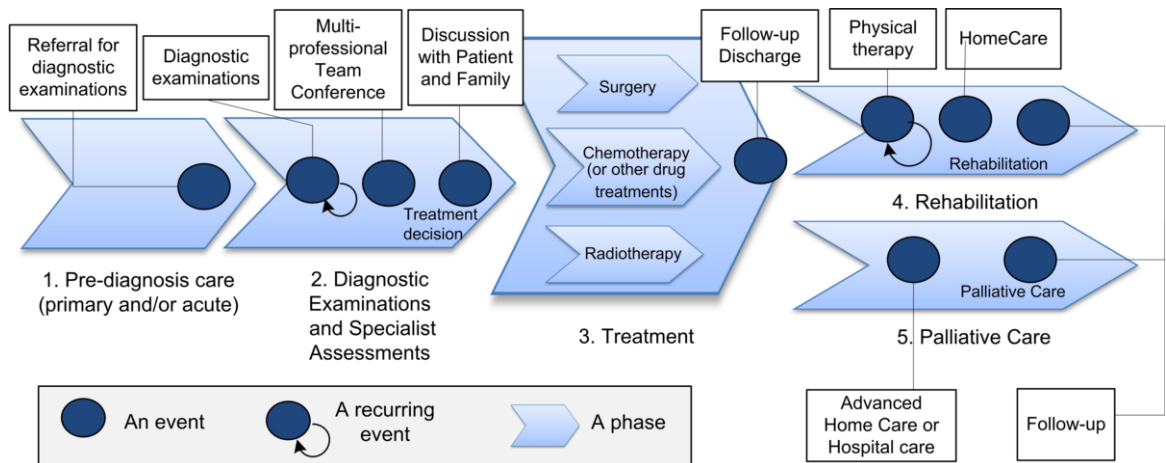 Referral for
diagnostic
examinations
Diagnostic
examinations
Multi-
professional
Team
Conference
Discussion
with Patient
and Family
Treatment
decision
Surgery
Chemotherapy
(or other drug
treatments)
Radiotherapy
Follow-up
Discharge
Physical
therapy
HomeCare
Rehabilitation
4. Rehabilitation
Palliative Care
5. Palliative Care
1. Pre-diagnosis care
(primary and/or acute)
2. Diagnostic
Examinations
and Specialist
Assessments
3. Treatment
Advanced
Home Care or
Hospital care
Follow-up
An event
A recurring
event
A phase